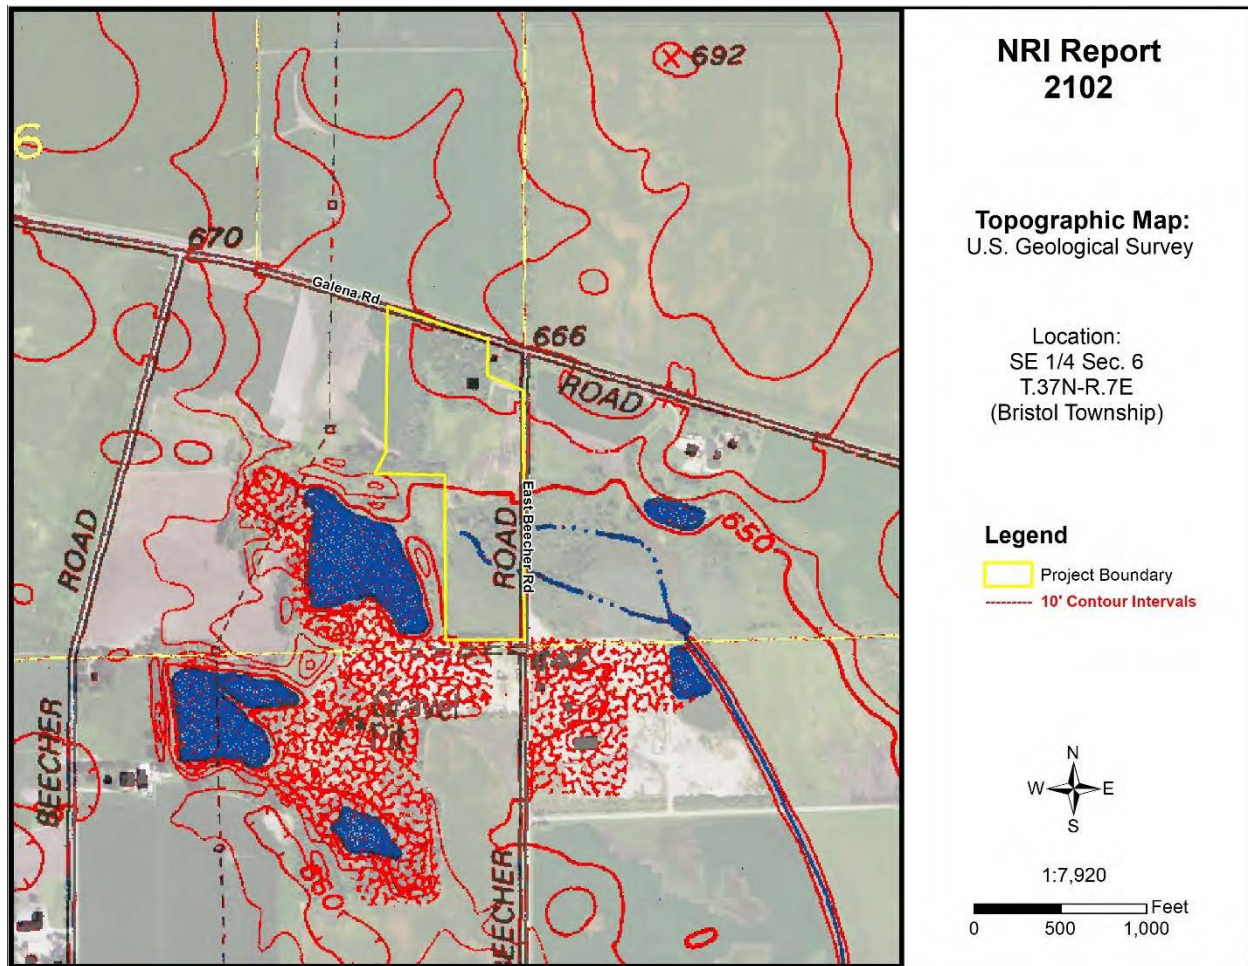 692
6
670
Galena Rd
666
ROAD
ROAD
ROAD
East Beecher Rd
650
Gravel
Pit
BEECHER
BEECHER
650
NRI Report
2102
Topographic Map:
U.S. Geological Survey
Location:
SE 1/4 Sec. 6
T.37N-R.7E
(Bristol Township)
Legend
Project Boundary
10' Contour Intervals
N
W
E
S
1:7,920
Feet
0 500 1,000